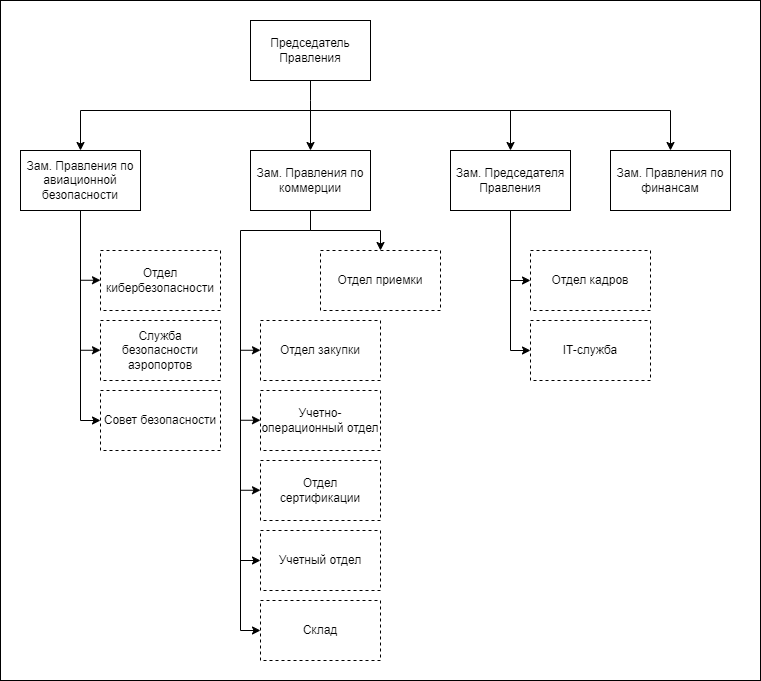 Председатель
Правления
Зам. Правления по
авиационной
безопасности
Зам. Правления по
коммерции
Зам. Председателя
Правления
Зам. Правления по
финансам
Отдел
кибербезопасности
Служба
безопасности
аэропортов
Совет безопасности
Отдел приемки
Отдел закупки
Учетно-
операционный отдел
Отдел
сертификации
Учетный отдел
Склад
Отдел кадров
IT-служба